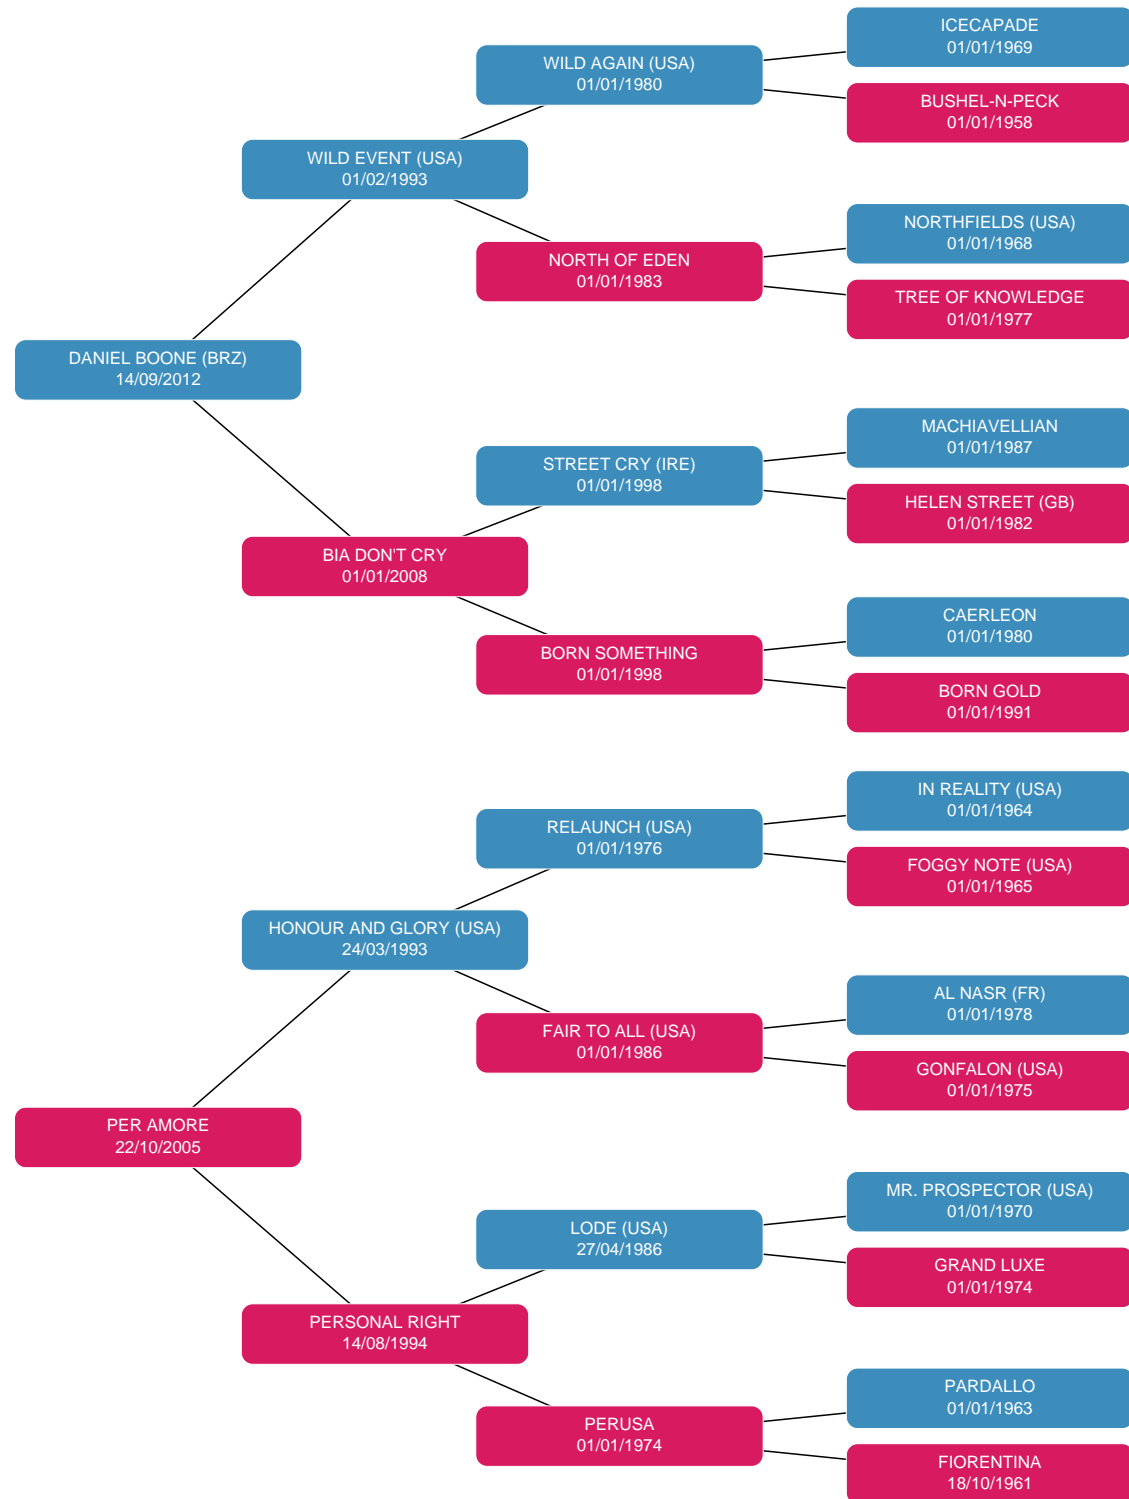 ICECAPADE
01/01/1969
WILD AGAIN (USA)
01/01/1980
BUSHEL-N-PECK
01/01/1958
WILD EVENT (USA)
01/02/1993
NORTHFIELDS (USA)
01/01/1968
NORTH OF EDEN
01/01/1983
TREE OF KNOWLEDGE
01/01/1977
DANIEL BOONE (BRZ)
14/09/2012
MACHIAVELLIAN
01/01/1987
STREET CRY (IRE)
01/01/1998
HELEN STREET (GB)
01/01/1982
BIA DON'T CRY
01/01/2008
CAERLEON
01/01/1980
BORN SOMETHING
01/01/1998
BORN GOLD
01/01/1991
IN REALITY (USA)
01/01/1964
RELAUNCH (USA)
01/01/1976
FOGGY NOTE (USA)
01/01/1965
HONOUR AND GLORY (USA)
24/03/1993
AL NASR (FR)
01/01/1978
FAIR TO ALL (USA)
01/01/1986
GONFALON (USA)
01/01/1975
PER AMORE
22/10/2005
MR. PROSPECTOR (USA)
01/01/1970
LODE (USA)
27/04/1986
GRAND LUXE
01/01/1974
PERSONAL RIGHT
14/08/1994
PARDALLO
01/01/1963
PERUSA
01/01/1974
FIORENTINA
18/10/1961